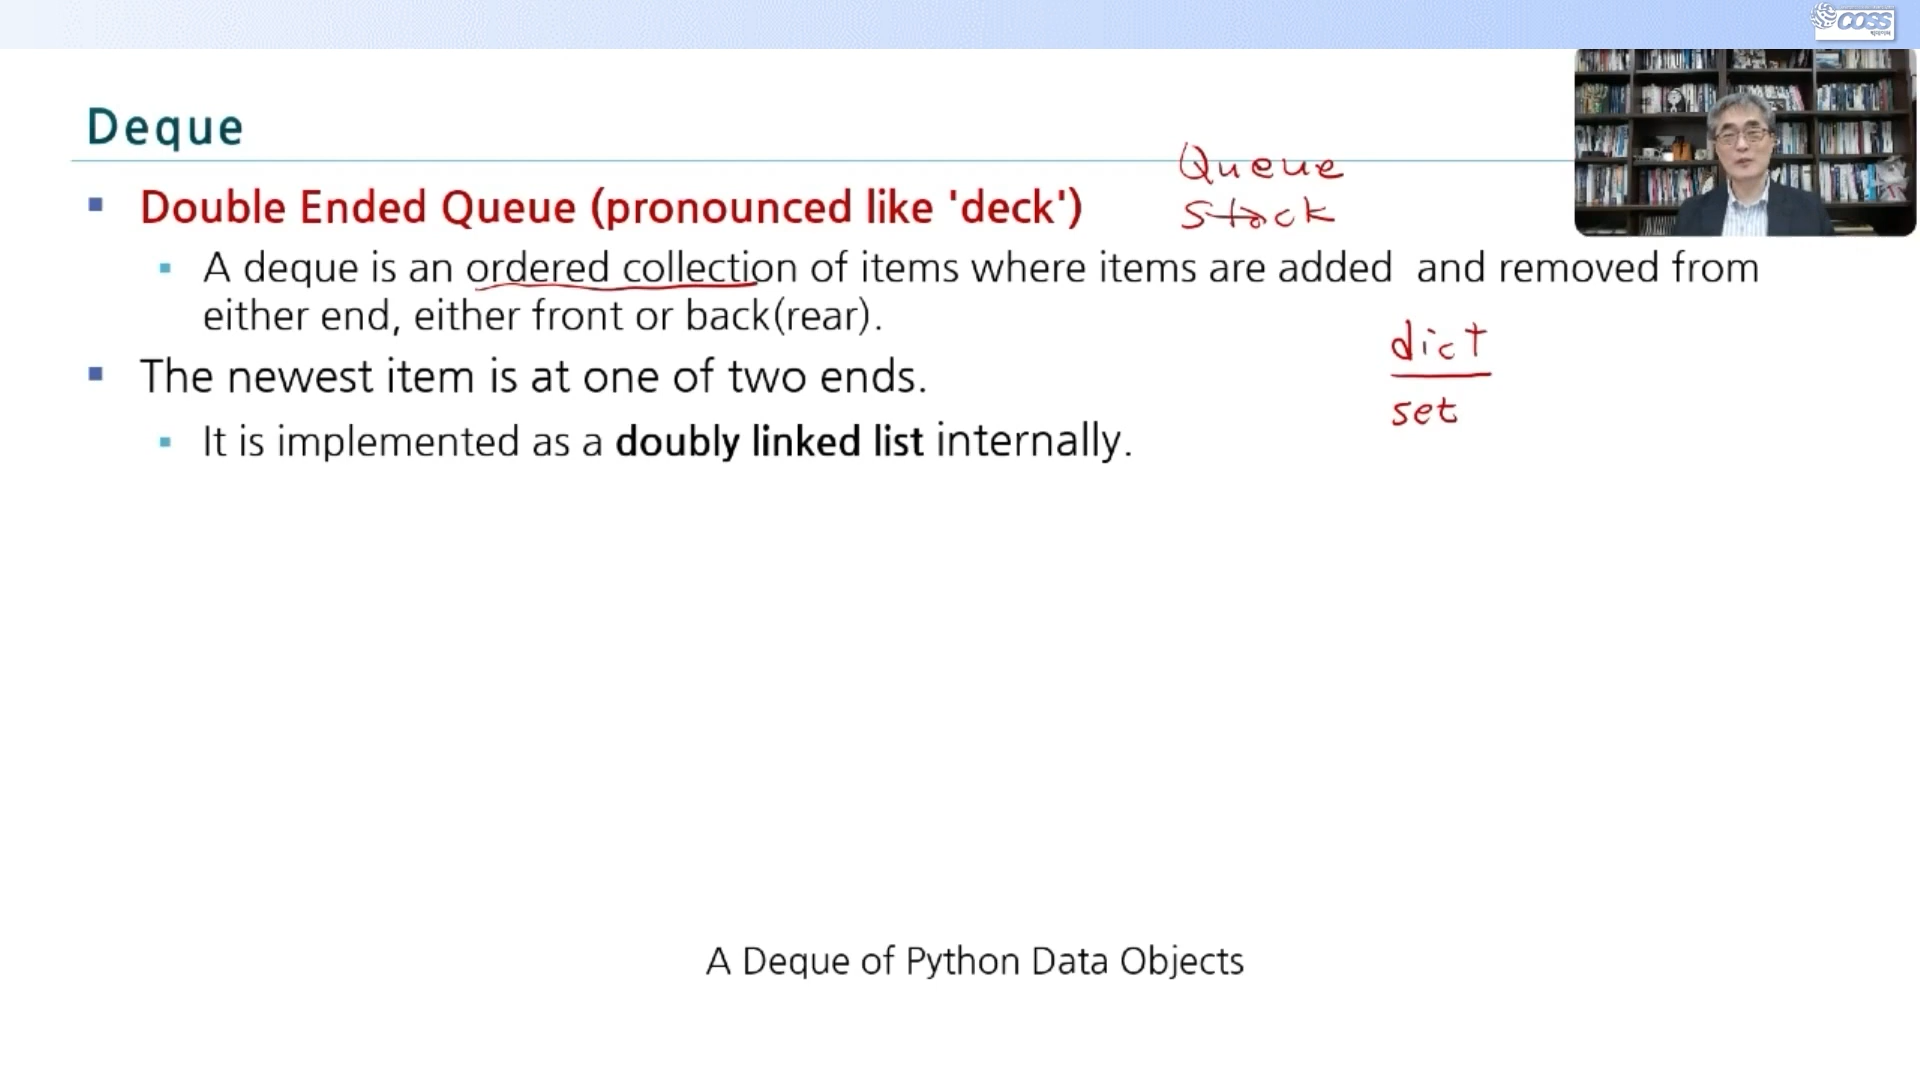 COSS
Deque
Queue
Stack
Double Ended Queue (pronounced like 'deck')
A deque is an ordered collection of items where items are added and removed from
either end, either front or back(rear).
dict
The newest item is at one of two ends.
set
It is implemented as a doubly linked list internally.
A Deque of Python Data Objects